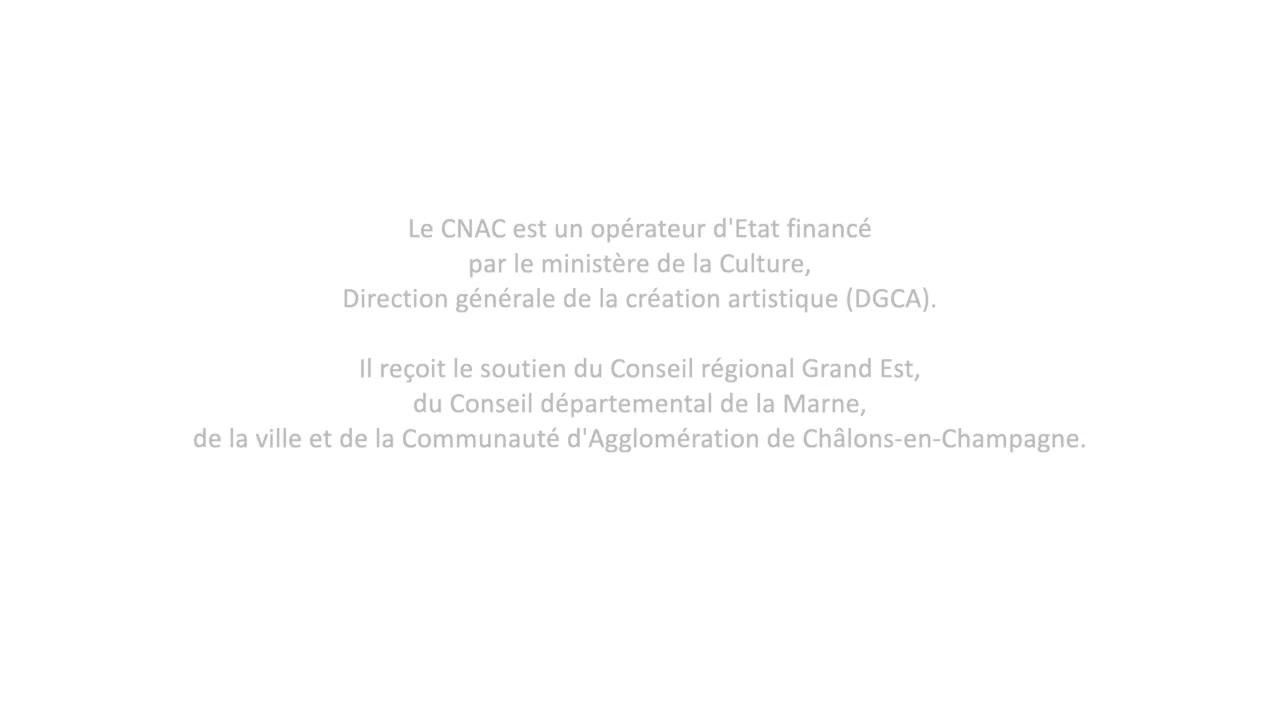 Le CNAC est un opérateur d'Etat financé
par le ministère de la Culture,
Direction générale de la création artistique (DGCA).
Il reçoit le soutien du Conseil régional Grand Est,
du Conseil départemental de la Marne,
de la ville et de la Communauté d'Agglomération de Châlons-en-Champagne.